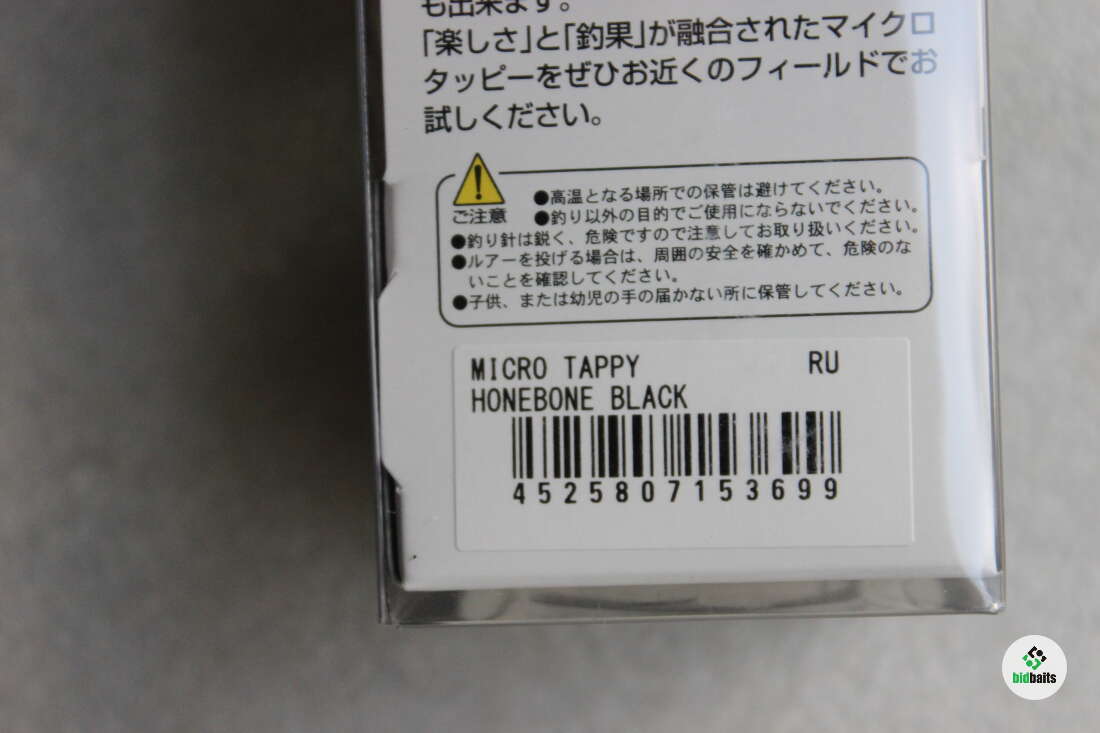 も出来ます。
「楽しさ」と「釣果」が融合されたマイクロ
タッピーをぜひお近くのフィールドでお
試しください。
ご注意
●高温となる場所での保管は避けてください。
●釣り以外の目的でご使用にならないでください。
●釣り針は鋭く、危険ですので注意してお取り扱いください。
●ルアーを投げる場合は、周囲の安全を確かめて、危険のな
いことを確認してください。
●子供、または幼児の手の届かない所に保管してください。
MICRO TAPPY RU
HONEBONE BLACK
4525807153699
bidbaits